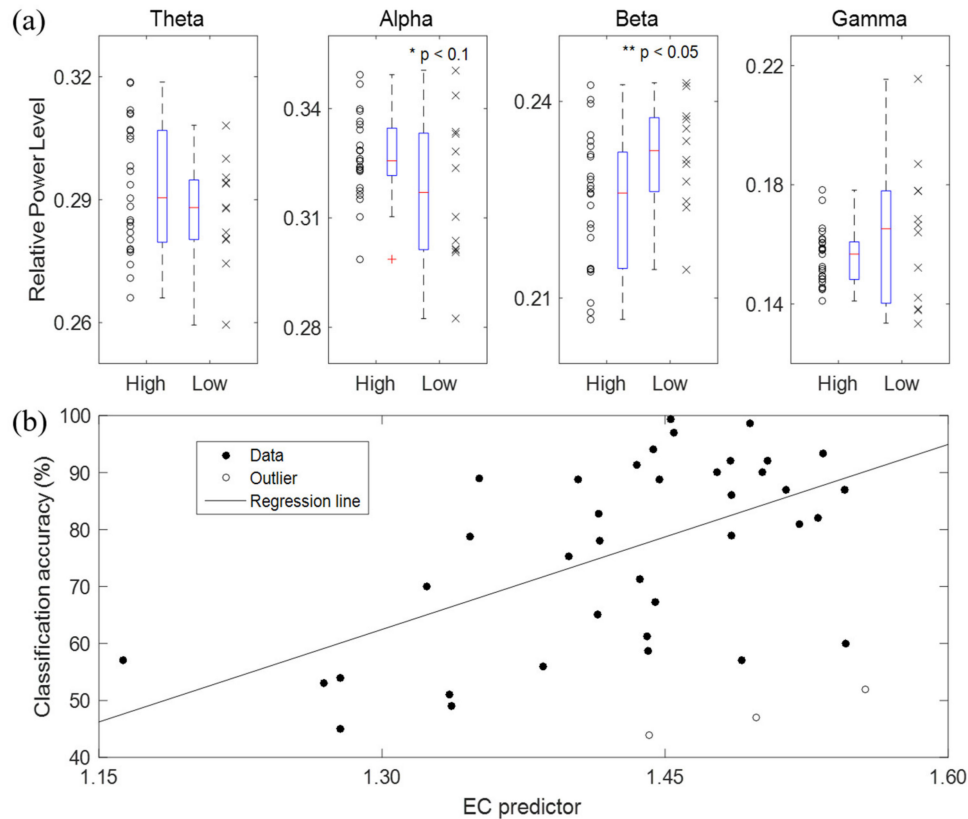 (a)
Theta
Alpha
Beta
Gamma
* p < 0.1
** p < 0.05
Relative Power Level
0.32
0.29
0.26
High Low
0.34
0.31
0.28
High Low
0.24
0.21
High Low
0.22
0.18
0.14
High Low
(b)
Classification accuracy (%)
100
90
80
70
60
50
40
Data
Outlier
Regression line
1.15 1.30 1.45 1.60
EC predictor